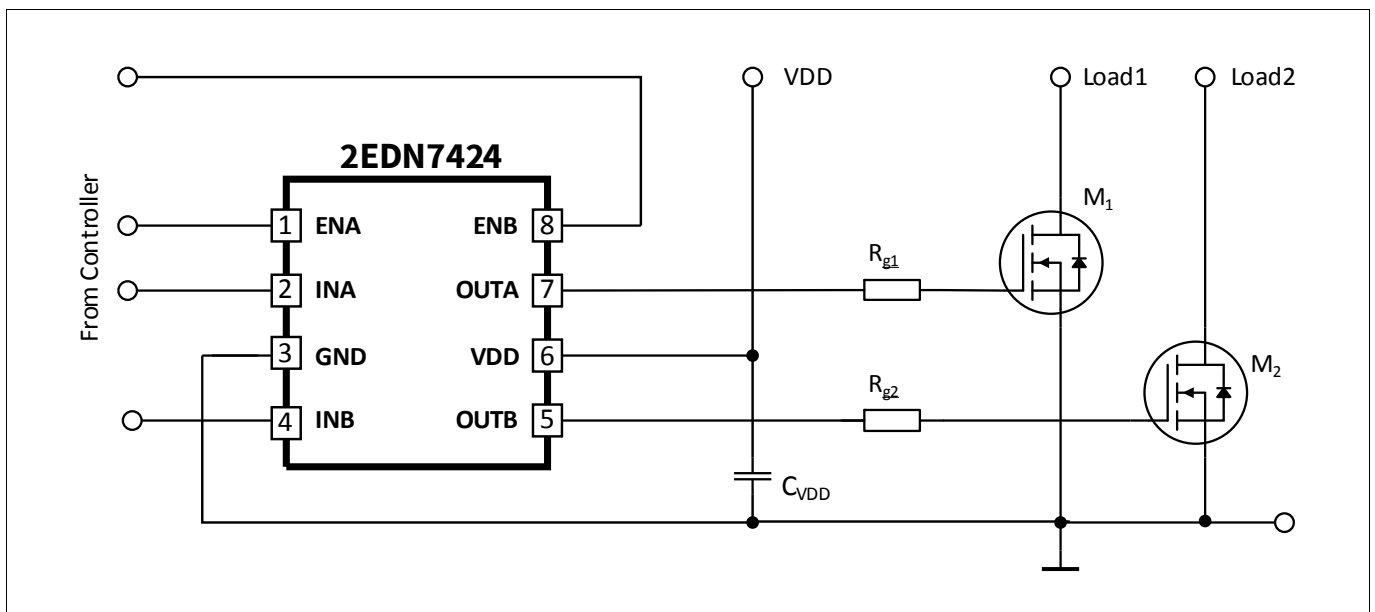 VDD
Load1
Load2
2EDN7424
From Controller
M1
1 ENA
ENB 8
Rg1
2 INA
OUTA 7
3 GND
VDD 6
M2
Rg2
4 INB
OUTB 5
CVDD